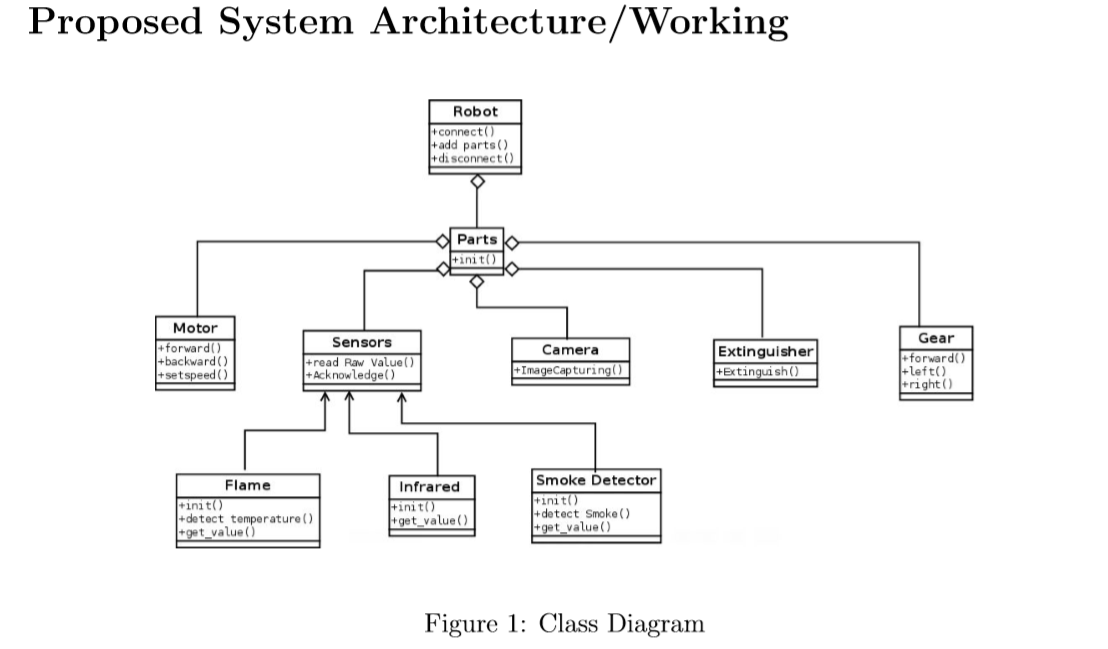 Proposed System Architecture/Working
Robot
+connect()
+add parts()
+disconnect()
Parts
+init()
Motor
+forward()
+backward()
+setspeed()
Sensors
+read Raw Value()
+Acknowledge()
Camera
+ImageCapturing()
Extinguisher
+Extinguish()
Gear
+forward()
+left()
+right()
Flame
+init()
+detect temperature()
+get_value()
Infrared
+init()
+get_value()
Smoke Detector
+init()
+detect Smoke()
+get_value()
Figure 1: Class Diagram